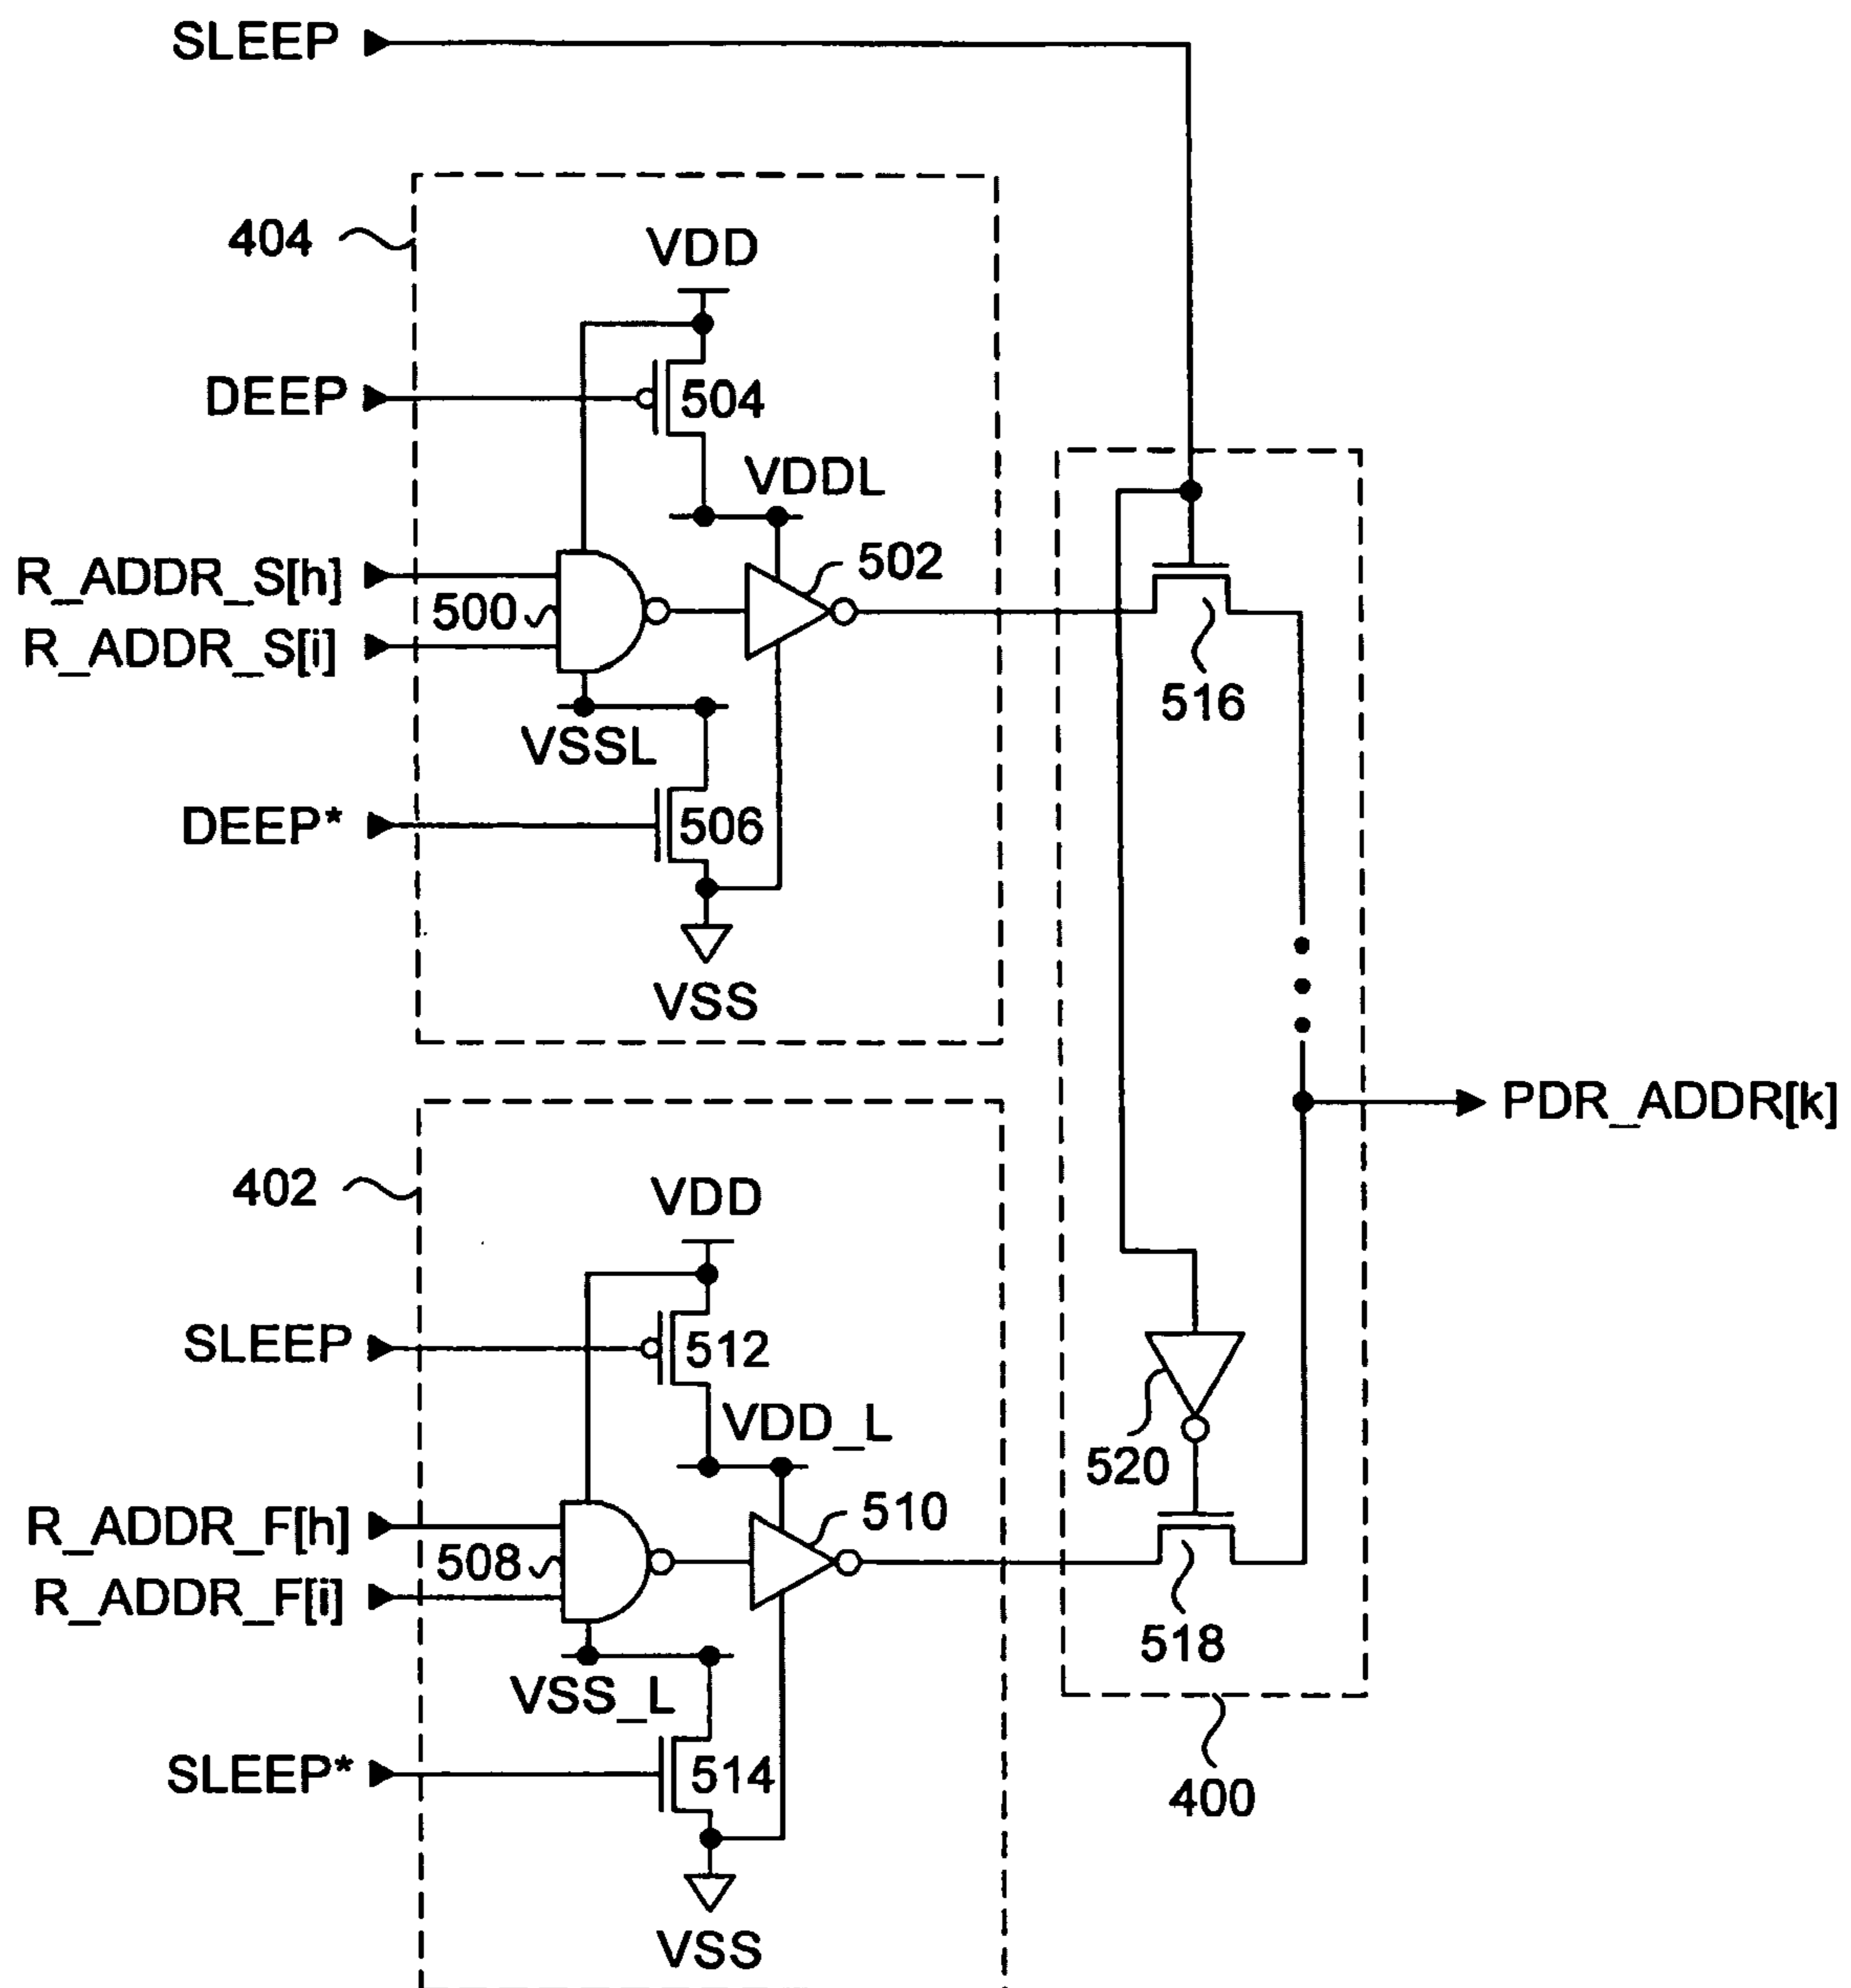 SLEEP
404
VDD
DEEP
504
VDDL
502
R_ADDR_S[h]
500
R_ADDR_S[i]
516
VSSL
DEEP*
506
VSS
PDR_ADDR[k]
402
VDD
SLEEP
512
VDD_L
520
510
R_ADDR_F[h]
508
R_ADDR_F[i]
518
VSS_L
SLEEP*
514
400
VSS